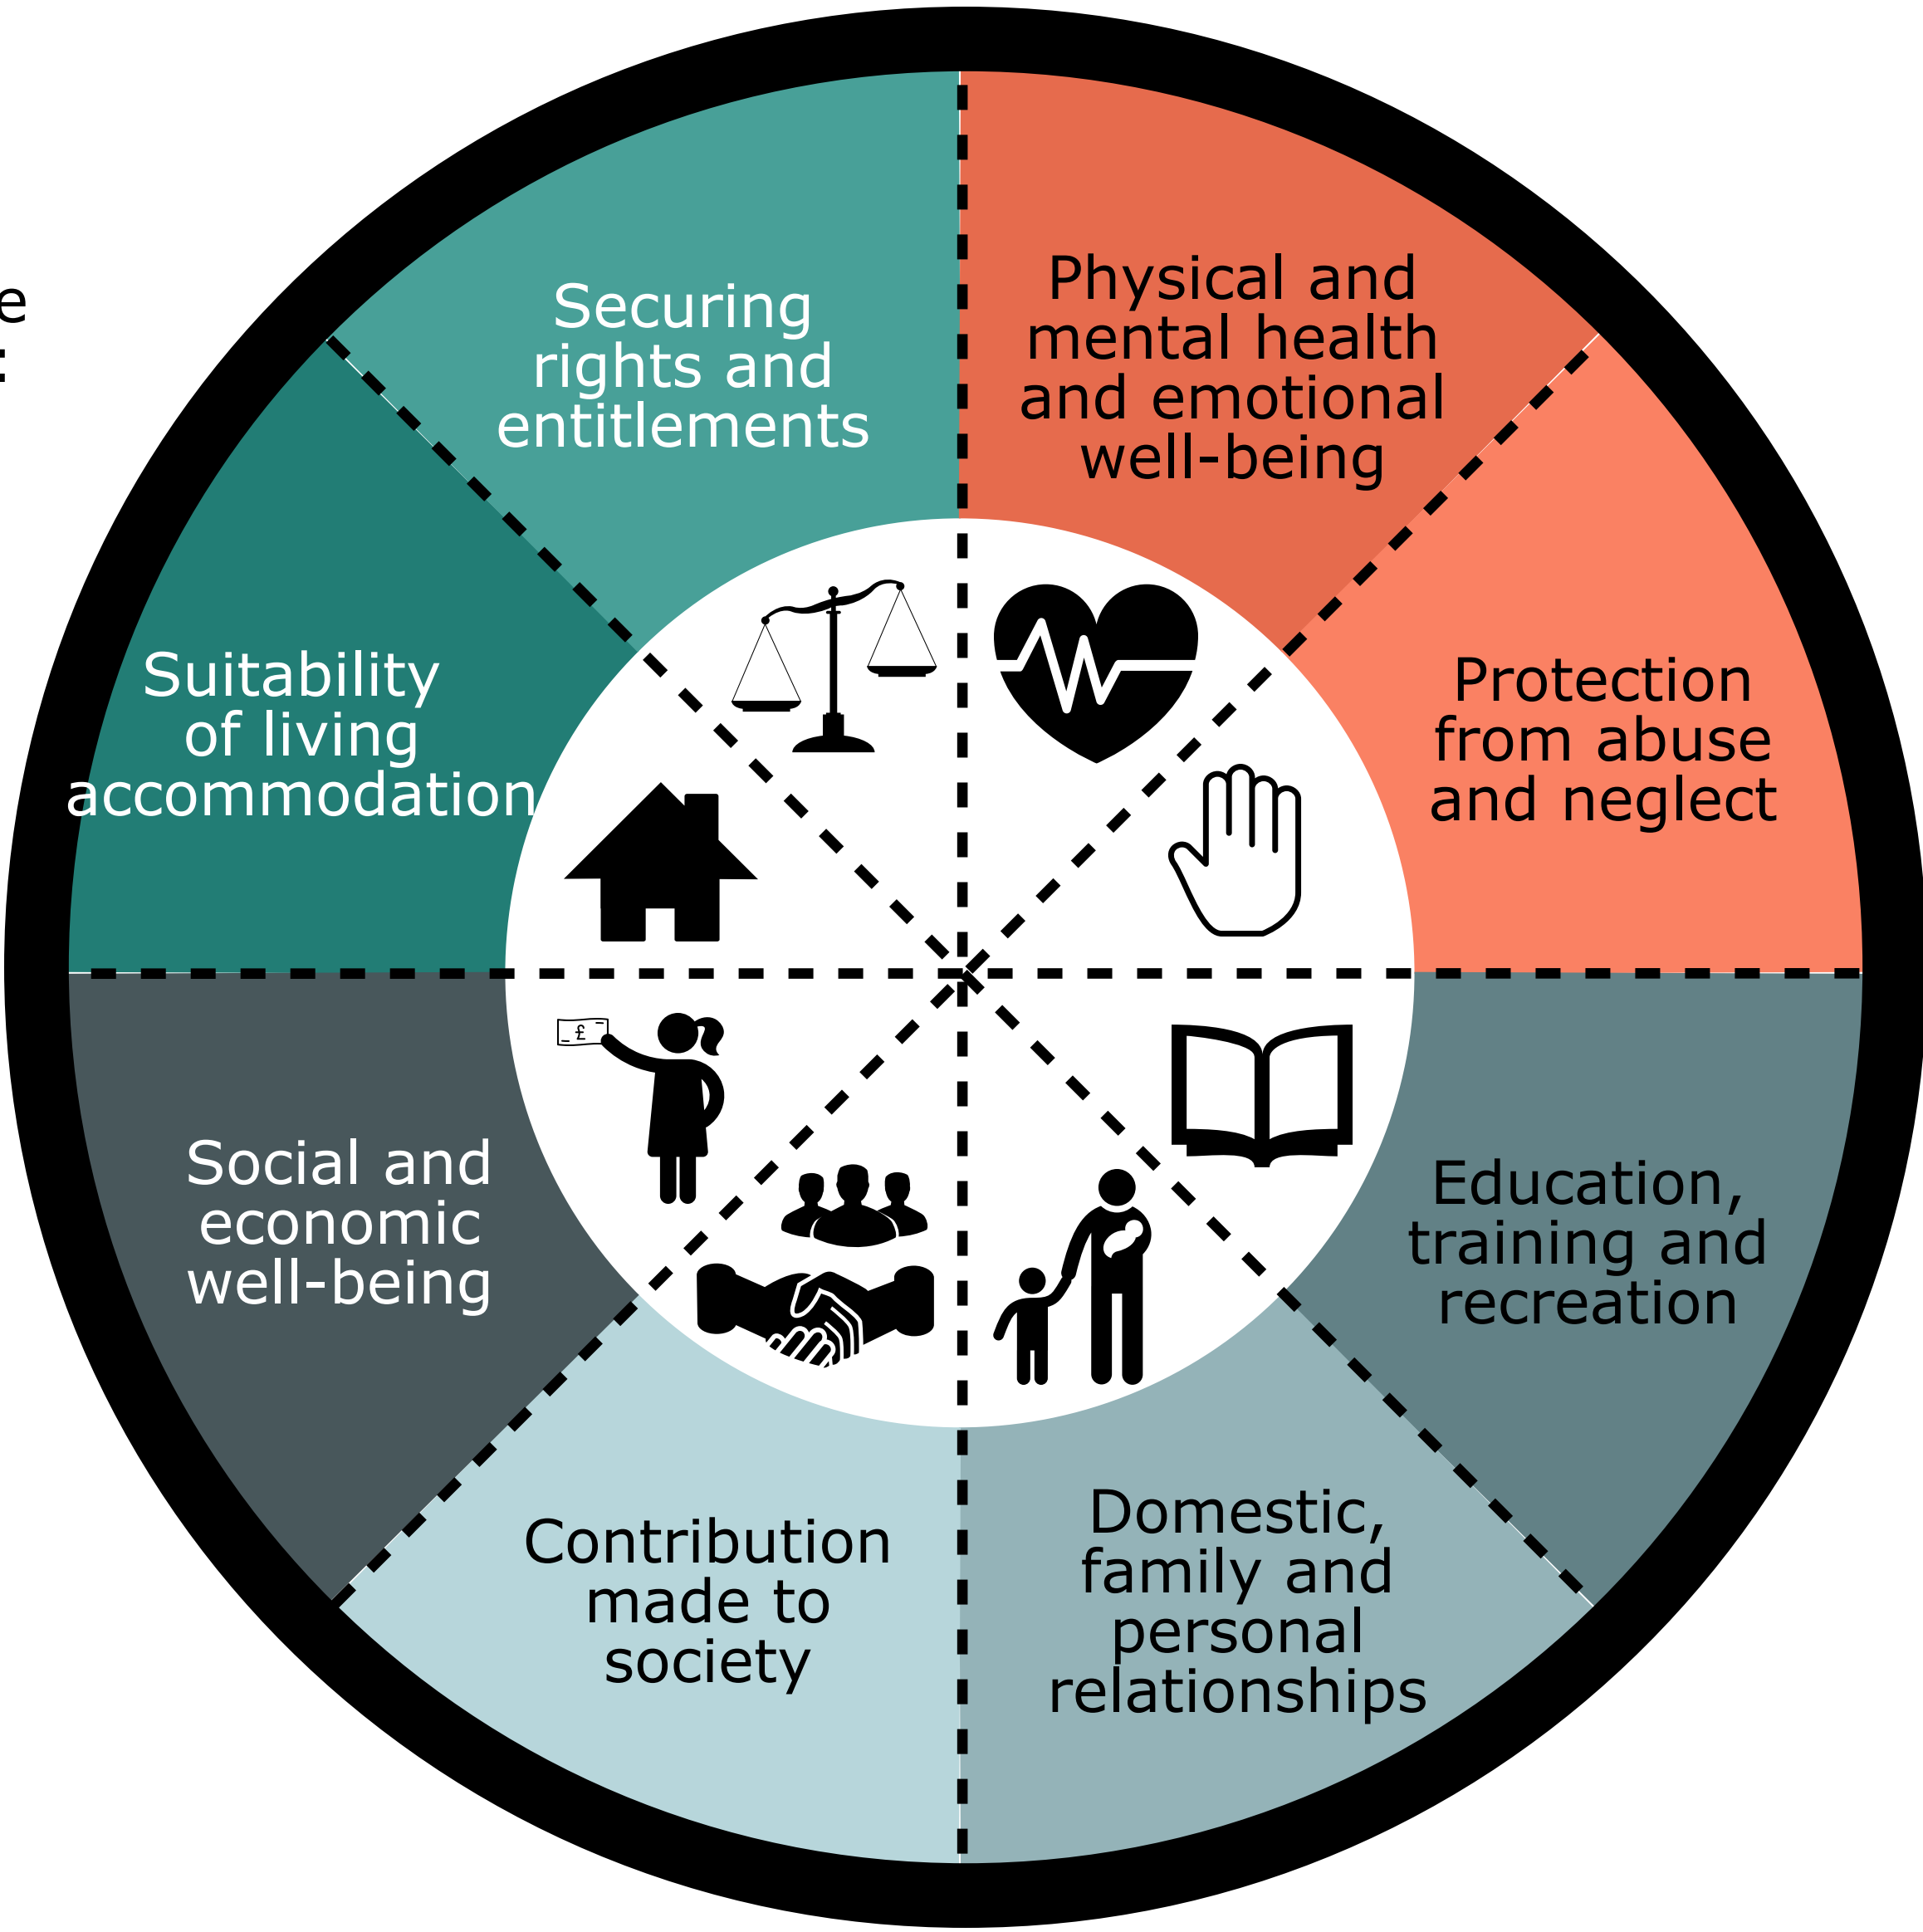 e
:
Physical and
mental health
and emotional
well-being
Protection
from abuse
and neglect
Education,
training and
recreation
Domestic,
family and
personal
relationships
Contribution
made to
society
Social and
economic
well-being
£
Suitability
of living
accommodation
Securing
rights and
entitlements